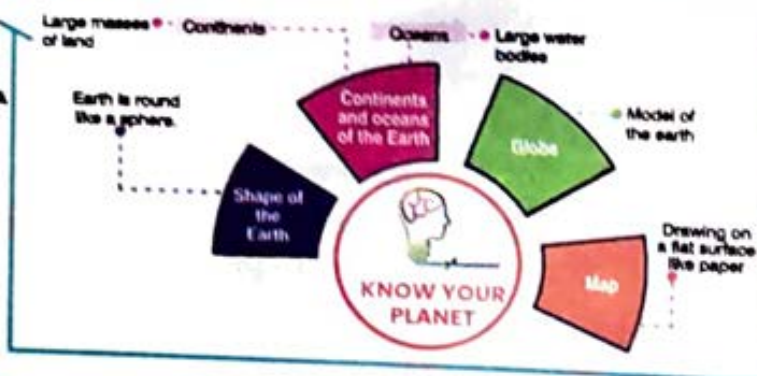 Large masses
of land
Continents
Oceans
Large water
bodies
Earth is round
like a sphere.
Continents
and oceans
of the Earth
Globe
Model of
the earth
Shape of
the
Earth
Drawing on
a flat surface
like paper
Map
KNOW YOUR
PLANET